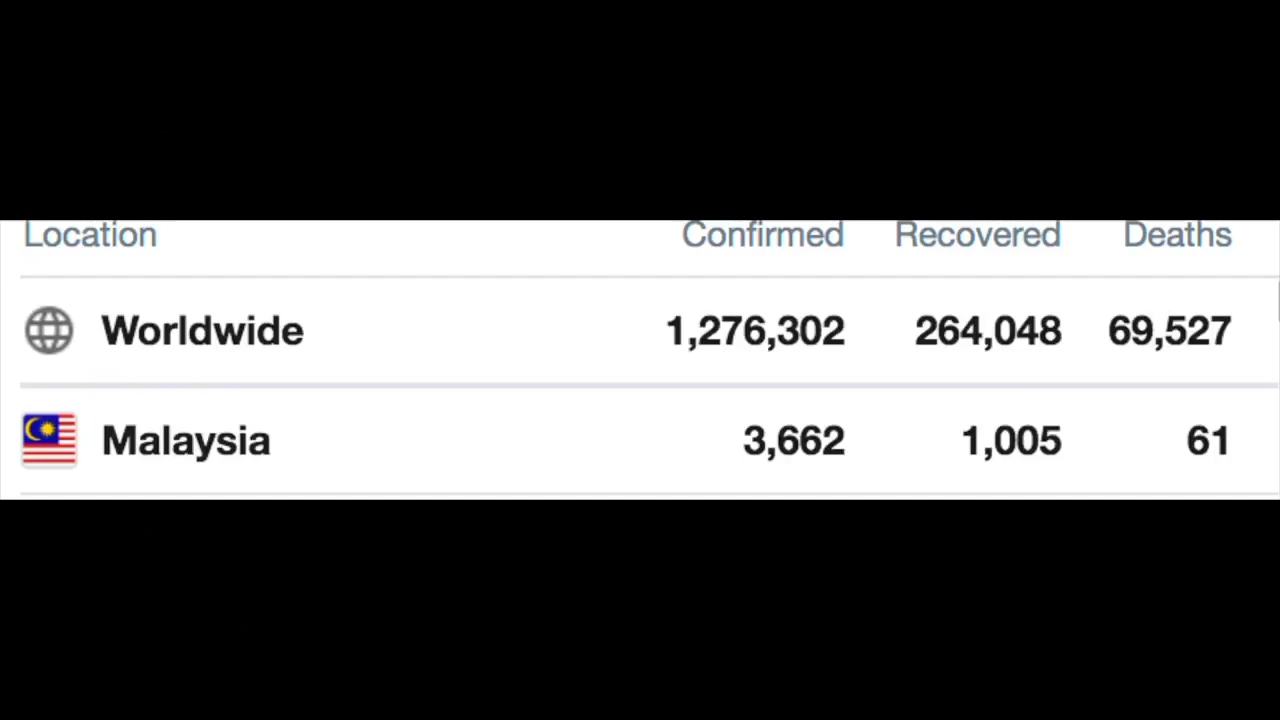 Location Confirmed Recovered Deaths
Worldwide 1,276,302 264,048 69,527
Malaysia 3,662 1,005 61